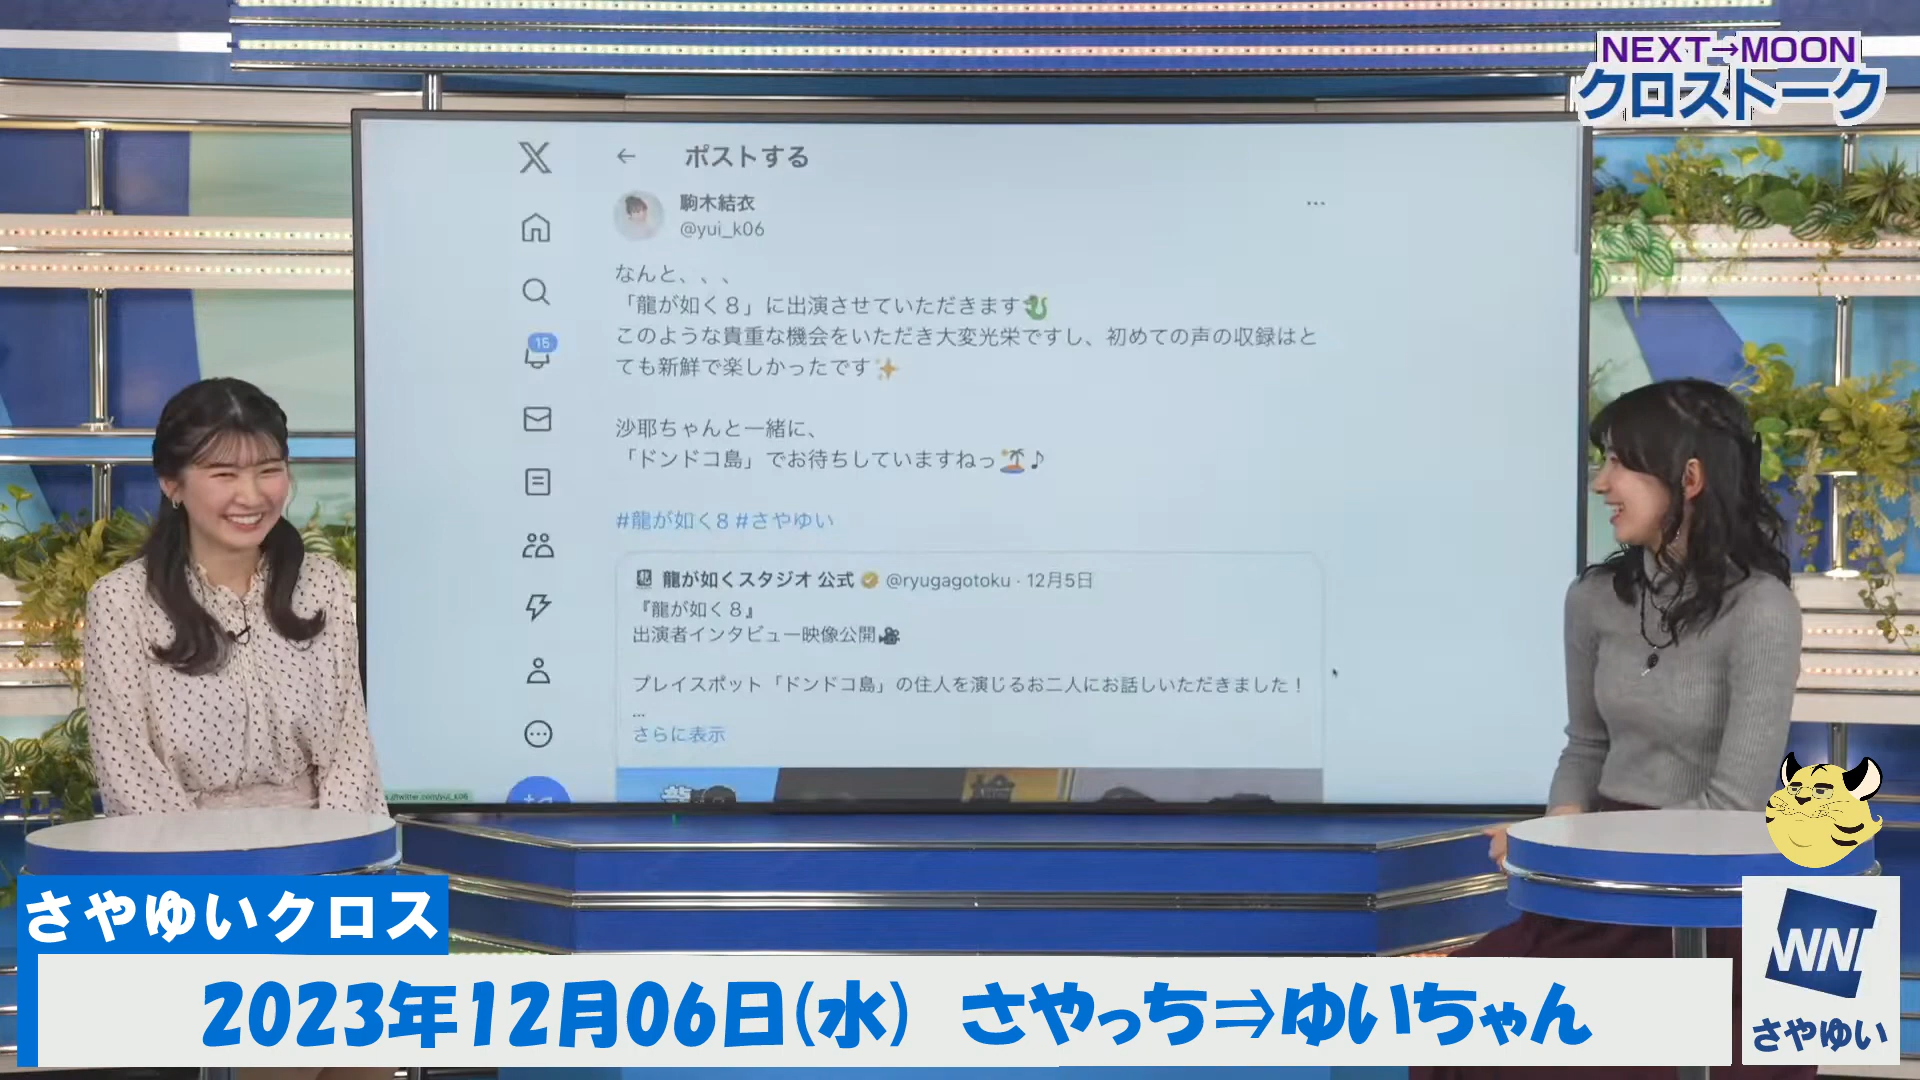 NEXT→MOON
クロストーク
ポストする
駒木結衣
@yui_k06
なんと、、、
「龍が如く８」に出演させていただきます
このような貴重な機会をいただき大変光栄ですし、初めての声の収録はと
ても新鮮で楽しかったです
沙耶ちゃんと一緒に、
「ドンドコ島」でお待ちしていますねっ🏝️♪
#龍が如く8 #さやゆい
15
龍が如くスタジオ 公式 @ryugagotoku · 12月5日
『龍が如く８』
出演者インタビュー映像公開
プレイスポット「ドンドコ島」の住人を演じるお二人にお話しいただきました！
...
さらに表示
さやゆいクロス
2023年12月06日(水) さやっち⇒ゆいちゃん
WNI
さやゆい